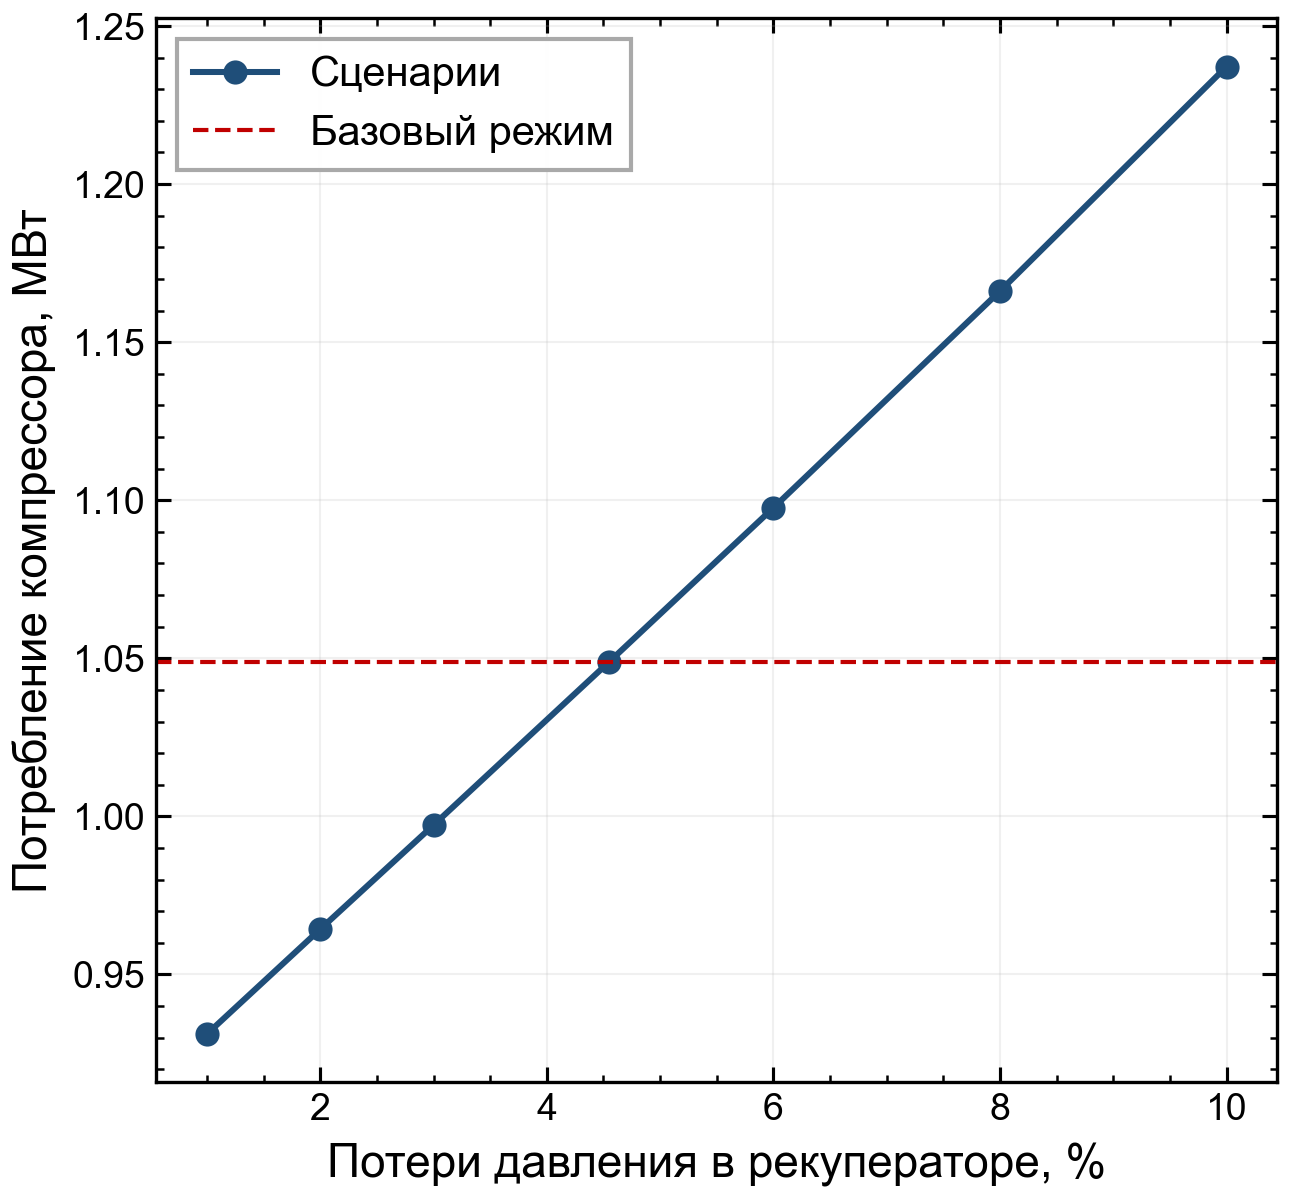 Сценарии
Базовый режим
Потребление компрессора, МВт
1.25
1.20
1.15
1.10
1.05
1.00
0.95
2 4 6 8 10
Потери давления в рекуператоре, %